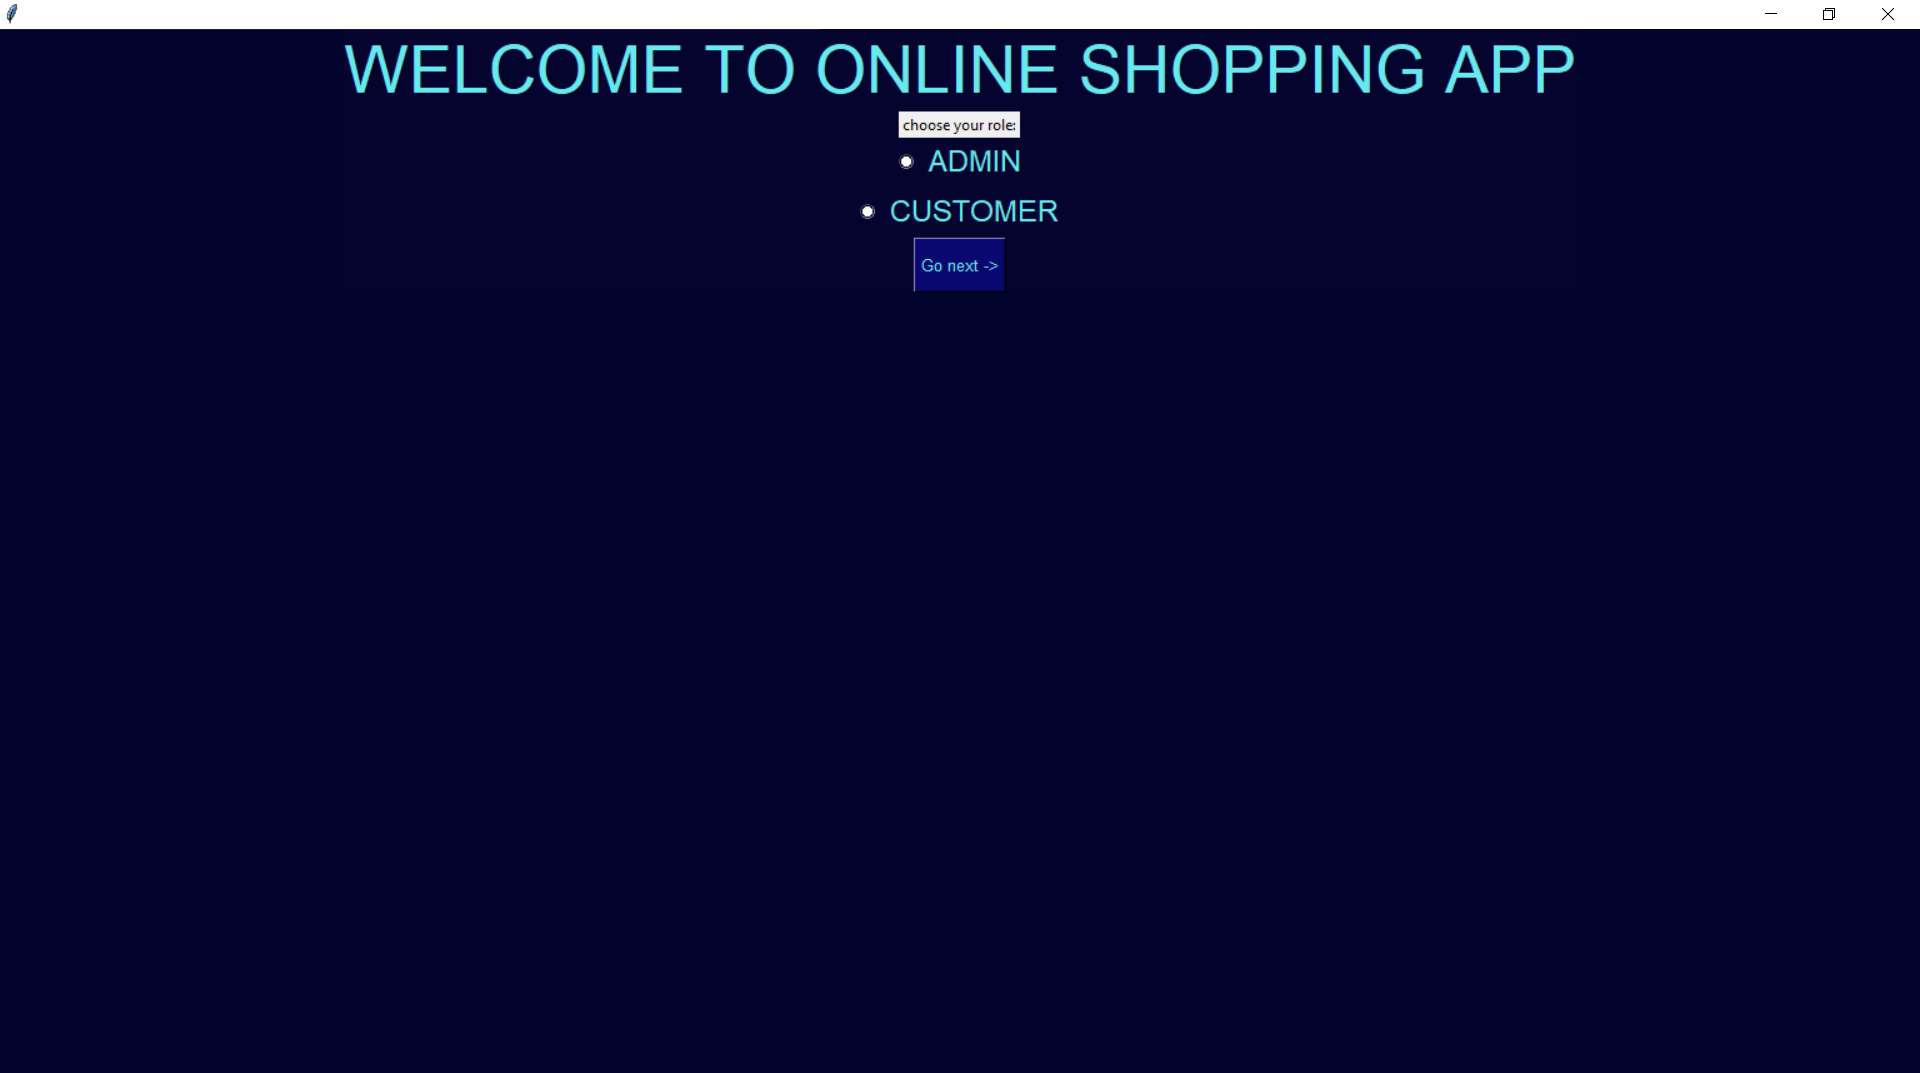 WELCOME TO ONLINE SHOPPING APP
choose your role:
ADMIN
CUSTOMER
Go next ->